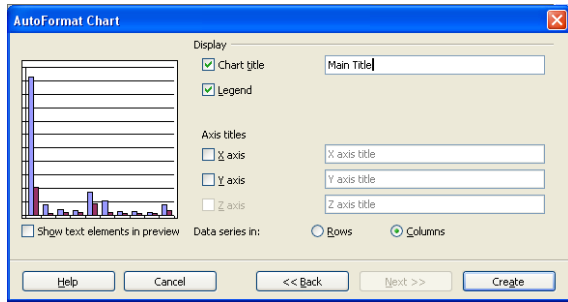 AutoFormat Chart
Display
Chart title
Main Title
Legend
Axis titles
X axis
X axis title
Y axis
Y axis title
Z axis
Z axis title
Show text elements in preview
Data series in:
Rows
Columns
Help
Cancel
<< Back
Next >>
Create